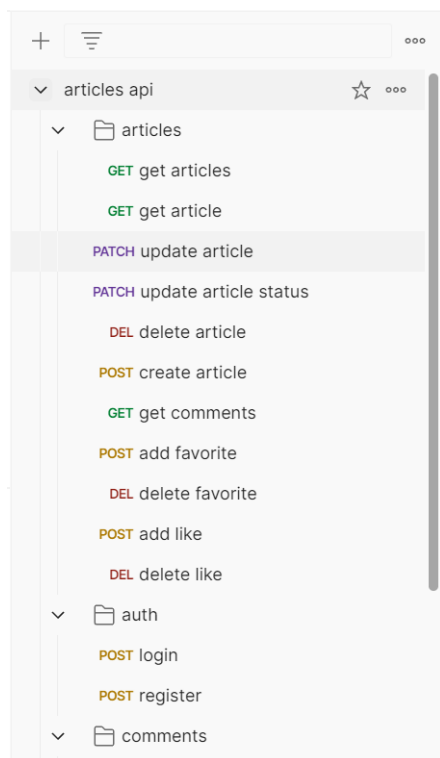 articles api
articles
GET get articles
GET get article
PATCH update article
PATCH update article status
DEL delete article
POST create article
GET get comments
POST add favorite
DEL delete favorite
POST add like
DEL delete like
auth
POST login
POST register
comments